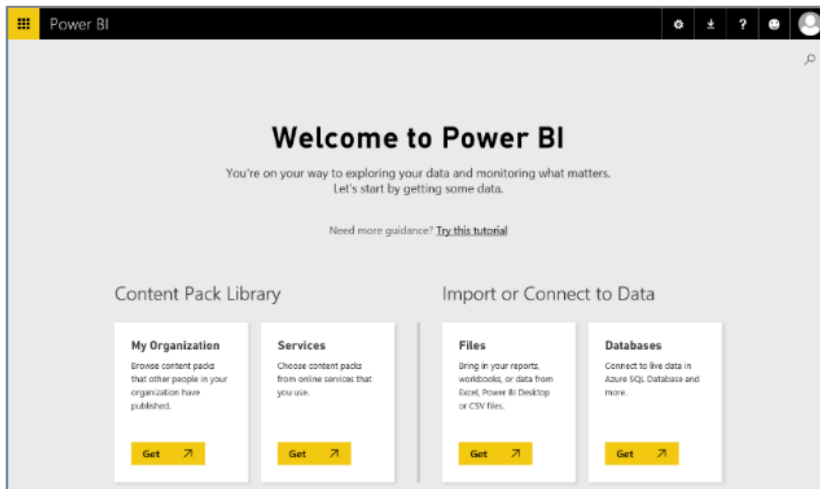 Power BI
?
Welcome to Power BI
You're on your way to exploring your data and monitoring what matters.
Let's start by getting some data.
Need more guidance? Try this tutorial
Content Pack Library
Import or Connect to Data
My Organization
Browse content packs
that other people in your
organization have
published.
Get
Services
Choose content packs
from online services that
you use.
Get
Files
Bring in your reports,
workbooks, or data from
Excel, Power BI Desktop
or CSV files.
Get
Databases
Connect to live data in
Azure SQL Database and
more.
Get